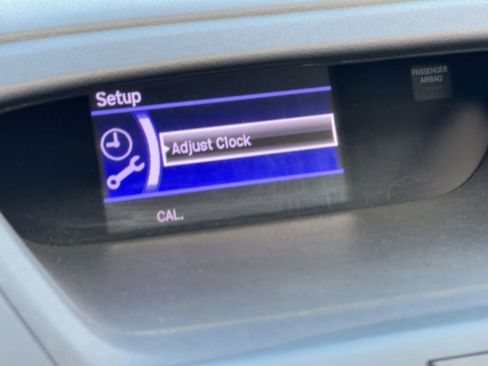 Setup
PASSENGER
AIRBAG
Adjust Clock
CAL.